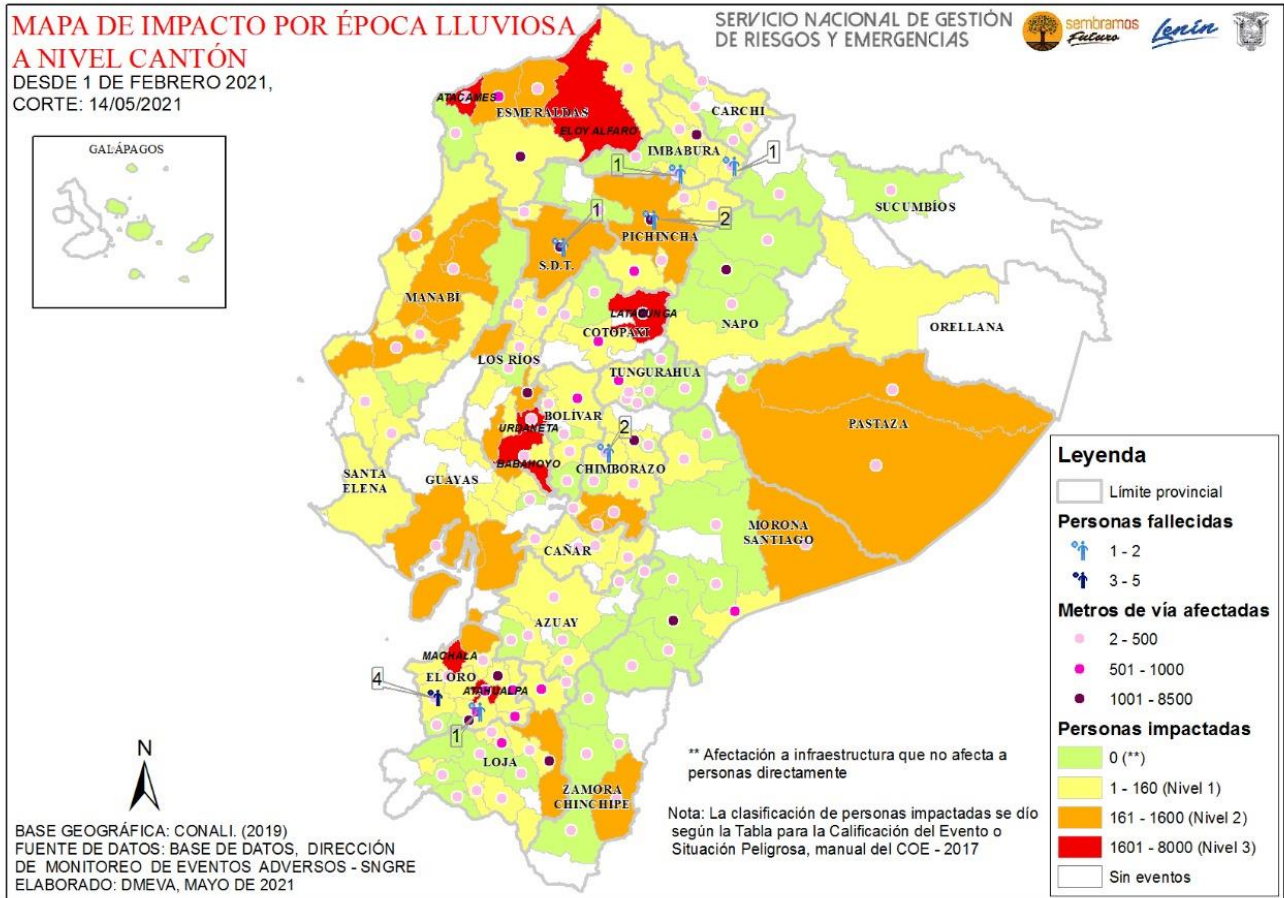 MAPA DE IMPACTO POR ÉPOCA LLUVIOSA
A NIVEL CANTÓN
DESDE 1 DE FEBRERO 2021,
CORTE: 14/05/2021
SERVICIO NACIONAL DE GESTIÓN
DE RIESGOS Y EMERGENCIAS
sembramos
Futuro
Lenín
GALÁPAGOS
ATACAMES
ESMERALDAS
ELOY ALFARO
CARCHI
IMBABURA
1
1
SUCUMBÍOS
1
2
PICHINCHA
S.D.T.
MANABÍ
LATACUNGA
COTOPAXI
NAPO
ORELLANA
LOS RÍOS
TUNGURAHUA
BOLÍVAR
URDANETA
2
PASTAZA
BABAHOYO
CHIMBORAZO
SANTA
ELENA
GUAYAS
MORONA
SANTIAGO
CAÑAR
AZUAY
MACHALA
EL ORO
4
ATAHUALPA
1
LOJA
ZAMORA
CHINCHIPE
N
** Afectación a infraestructura que no afecta a
personas directamente
Nota: La clasificación de personas impactadas se dío
según la Tabla para la Calificación del Evento o
Situación Peligrosa, manual del COE - 2017
BASE GEOGRÁFICA: CONALI. (2019)
FUENTE DE DATOS: BASE DE DATOS, DIRECCIÓN
DE MONITOREO DE EVENTOS ADVERSOS - SNGRE
ELABORADO: DMEVA, MAYO DE 2021
Leyenda
Límite provincial
Personas fallecidas
1 - 2
3 - 5
Metros de vía afectadas
2 - 500
501 - 1000
1001 - 8500
Personas impactadas
0 (**)
1 - 160 (Nivel 1)
161 - 1600 (Nivel 2)
1601 - 8000 (Nivel 3)
Sin eventos